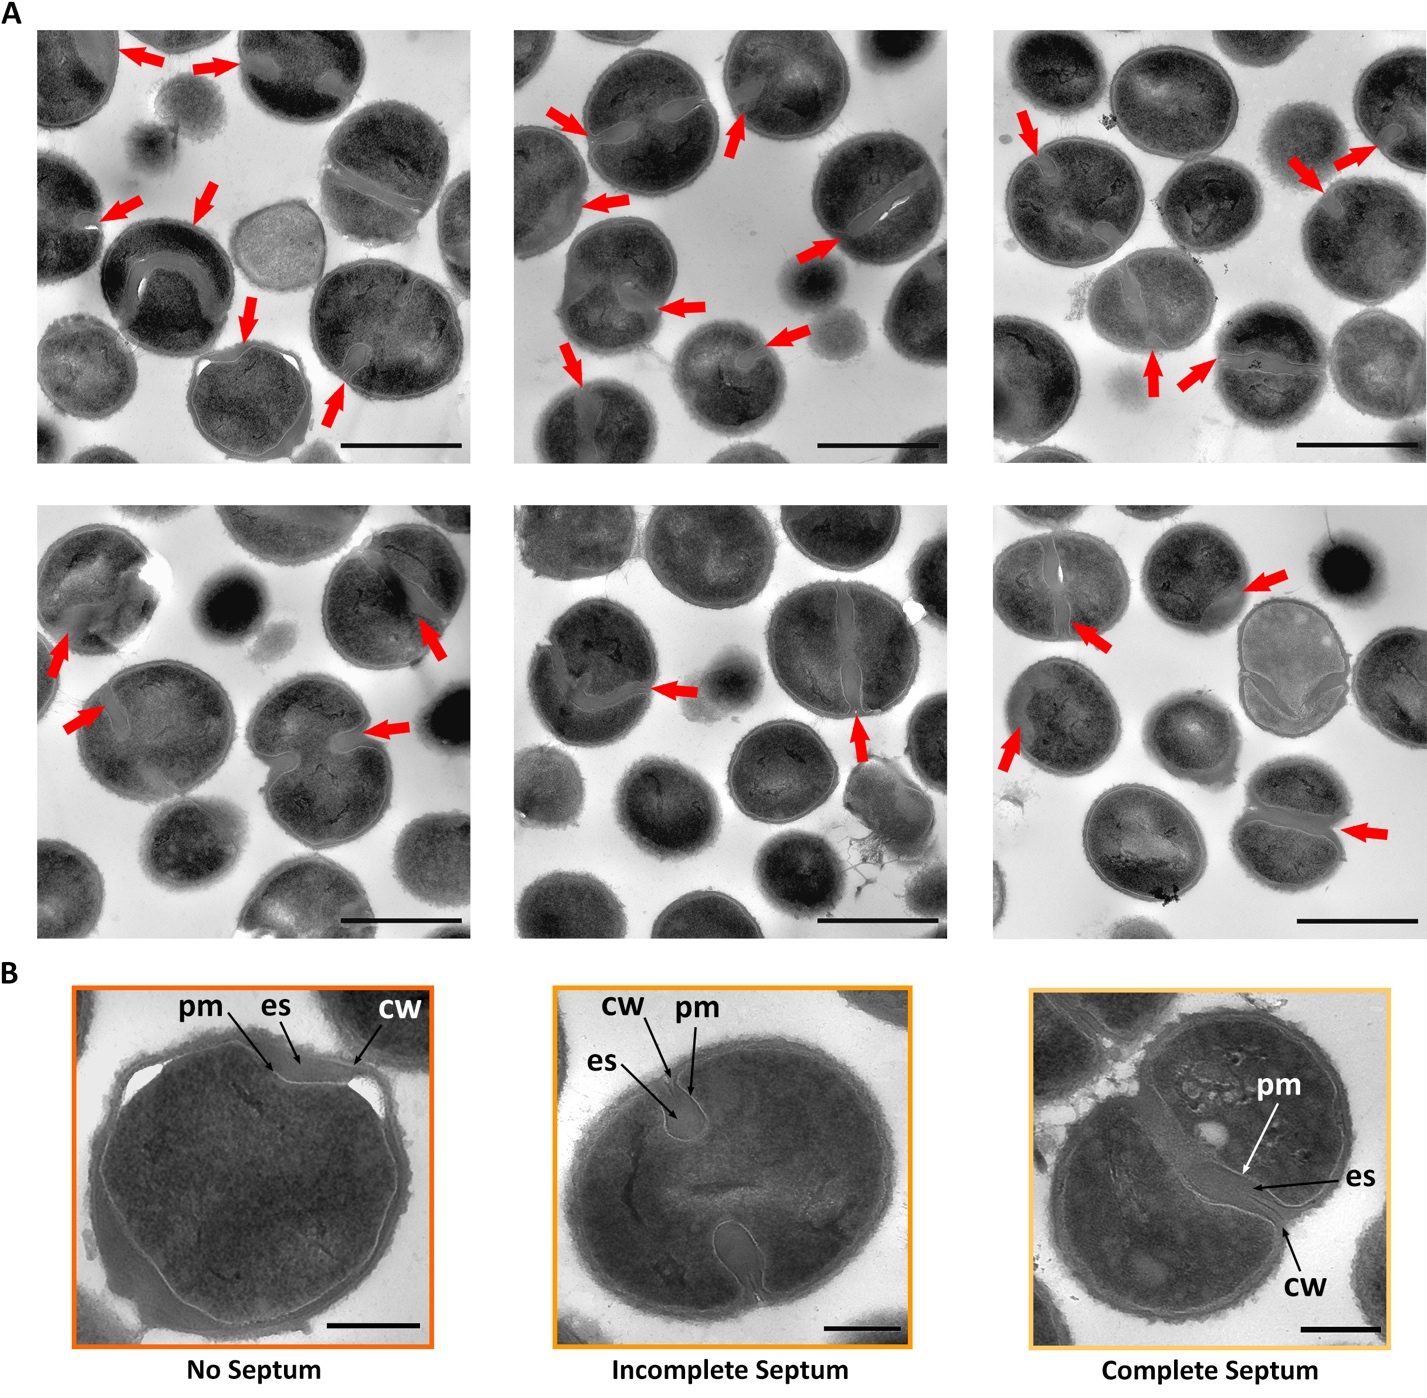 A
B
pm es cw
cw pm
es
pm
es
cw
No Septum Incomplete Septum Complete Septum